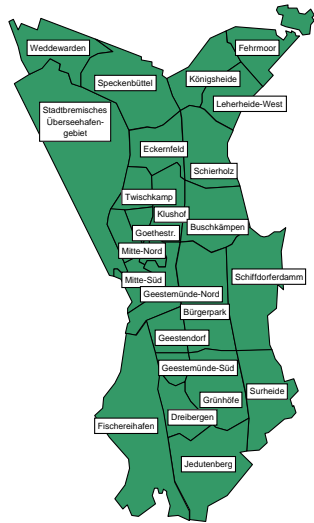 Weddewarden
Fehrmoor
Speckenbüttel
Königsheide
Leherheide-West
Stadtbremisches
Überseehafen-
gebiet
Eckernfeld
Schierholz
Twischkamp
Klushof
Goethestr.
Buschkämpen
Mitte-Nord
Mitte-Süd
Schiffdorferdamm
Geestemünde-Nord
Bürgerpark
Geestendorf
Geestemünde-Süd
Surheide
Grünhöfe
Dreibergen
Fischereihafen
Jedutenberg